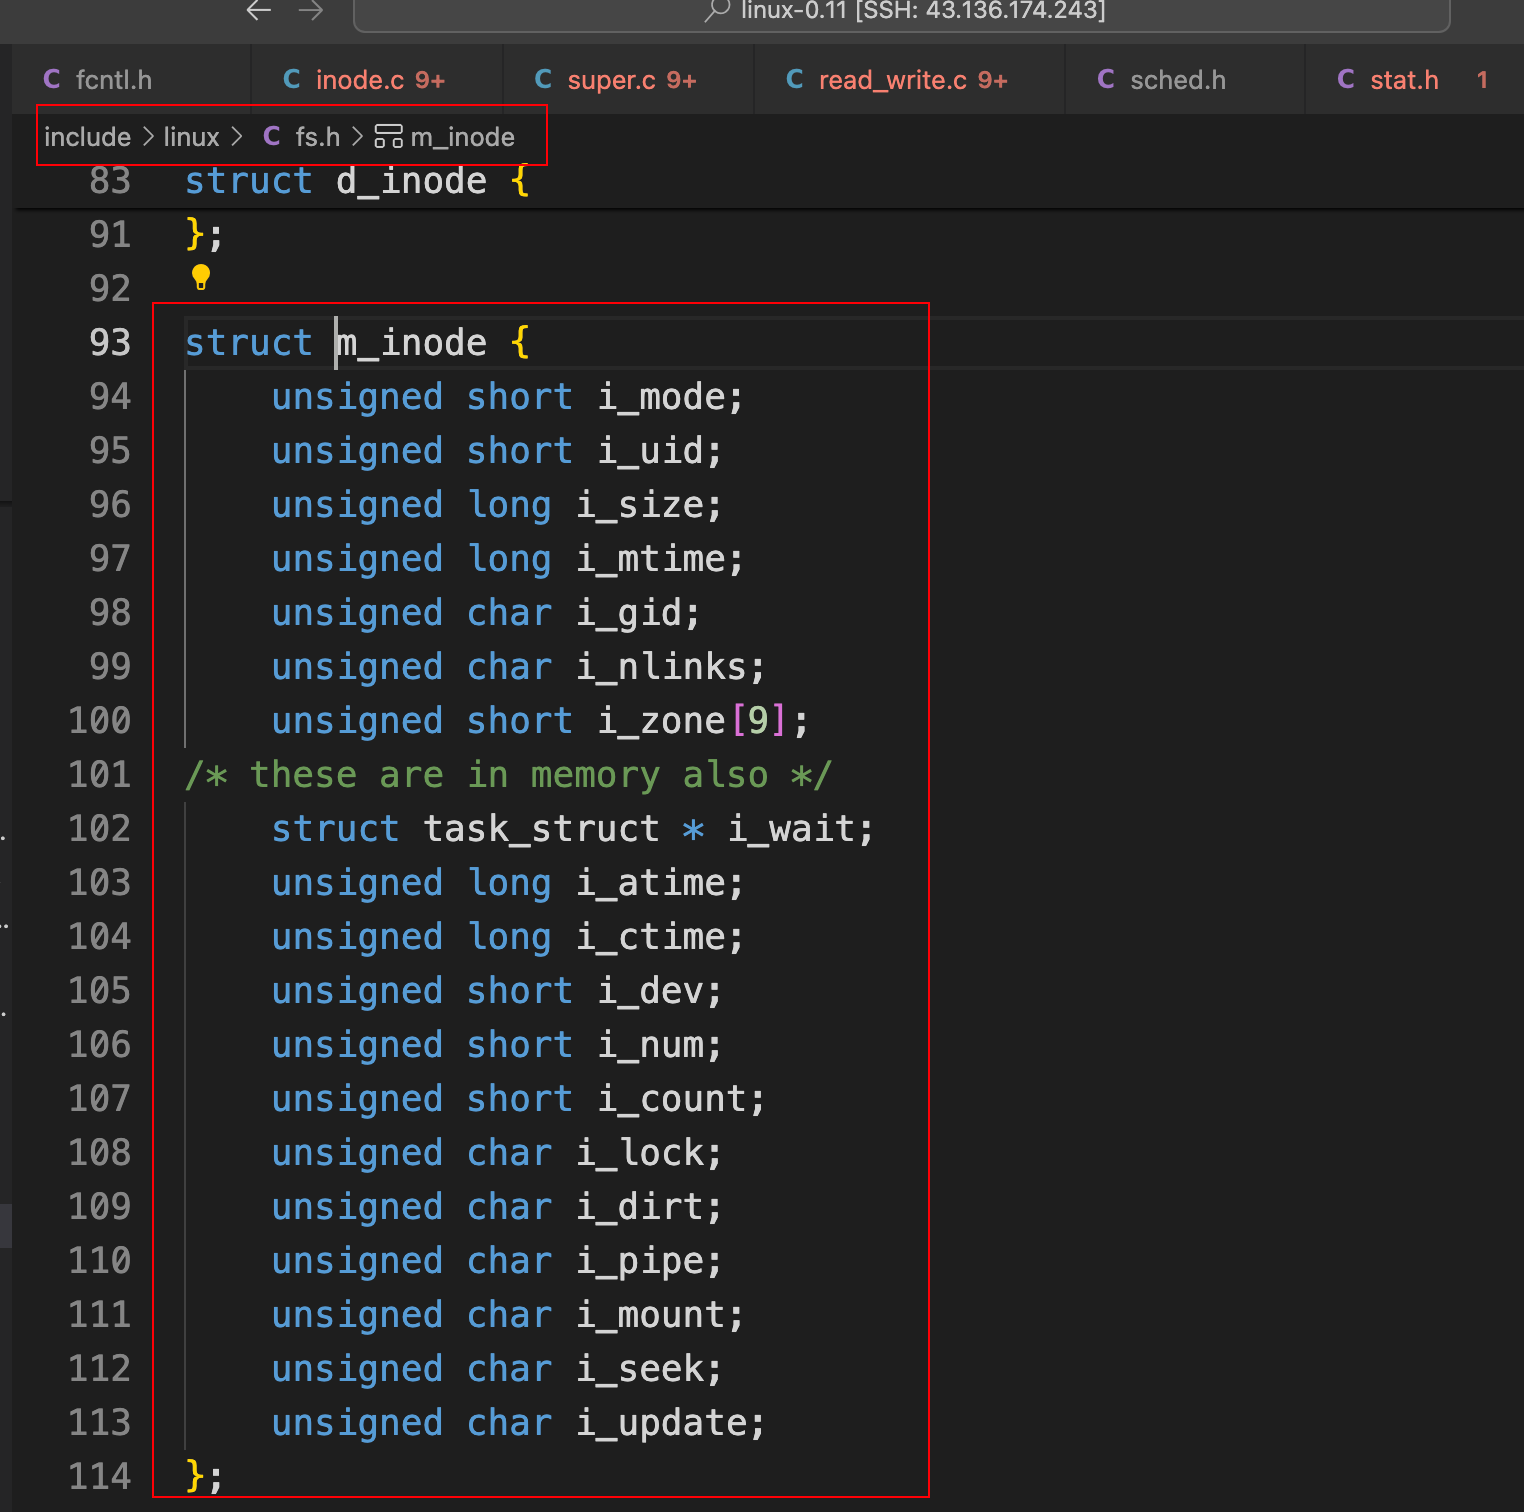 linux-0.11 [SSH: 43.136.174.243]
C fcntl.h C inode.c 9+ C super.c 9+ C read_write.c 9+ C sched.h C stat.h 1
include > linux > C fs.h > m_inode
83 struct d_inode {
91 };
92
93 struct m_inode {
94 unsigned short i_mode;
95 unsigned short i_uid;
96 unsigned long i_size;
97 unsigned long i_mtime;
98 unsigned char i_gid;
99 unsigned char i_nlinks;
100 unsigned short i_zone[9];
101 /* these are in memory also */
102 struct task_struct * i_wait;
103 unsigned long i_atime;
104 unsigned long i_ctime;
105 unsigned short i_dev;
106 unsigned short i_num;
107 unsigned short i_count;
108 unsigned char i_lock;
109 unsigned char i_dirt;
110 unsigned char i_pipe;
111 unsigned char i_mount;
112 unsigned char i_seek;
113 unsigned char i_update;
114 };